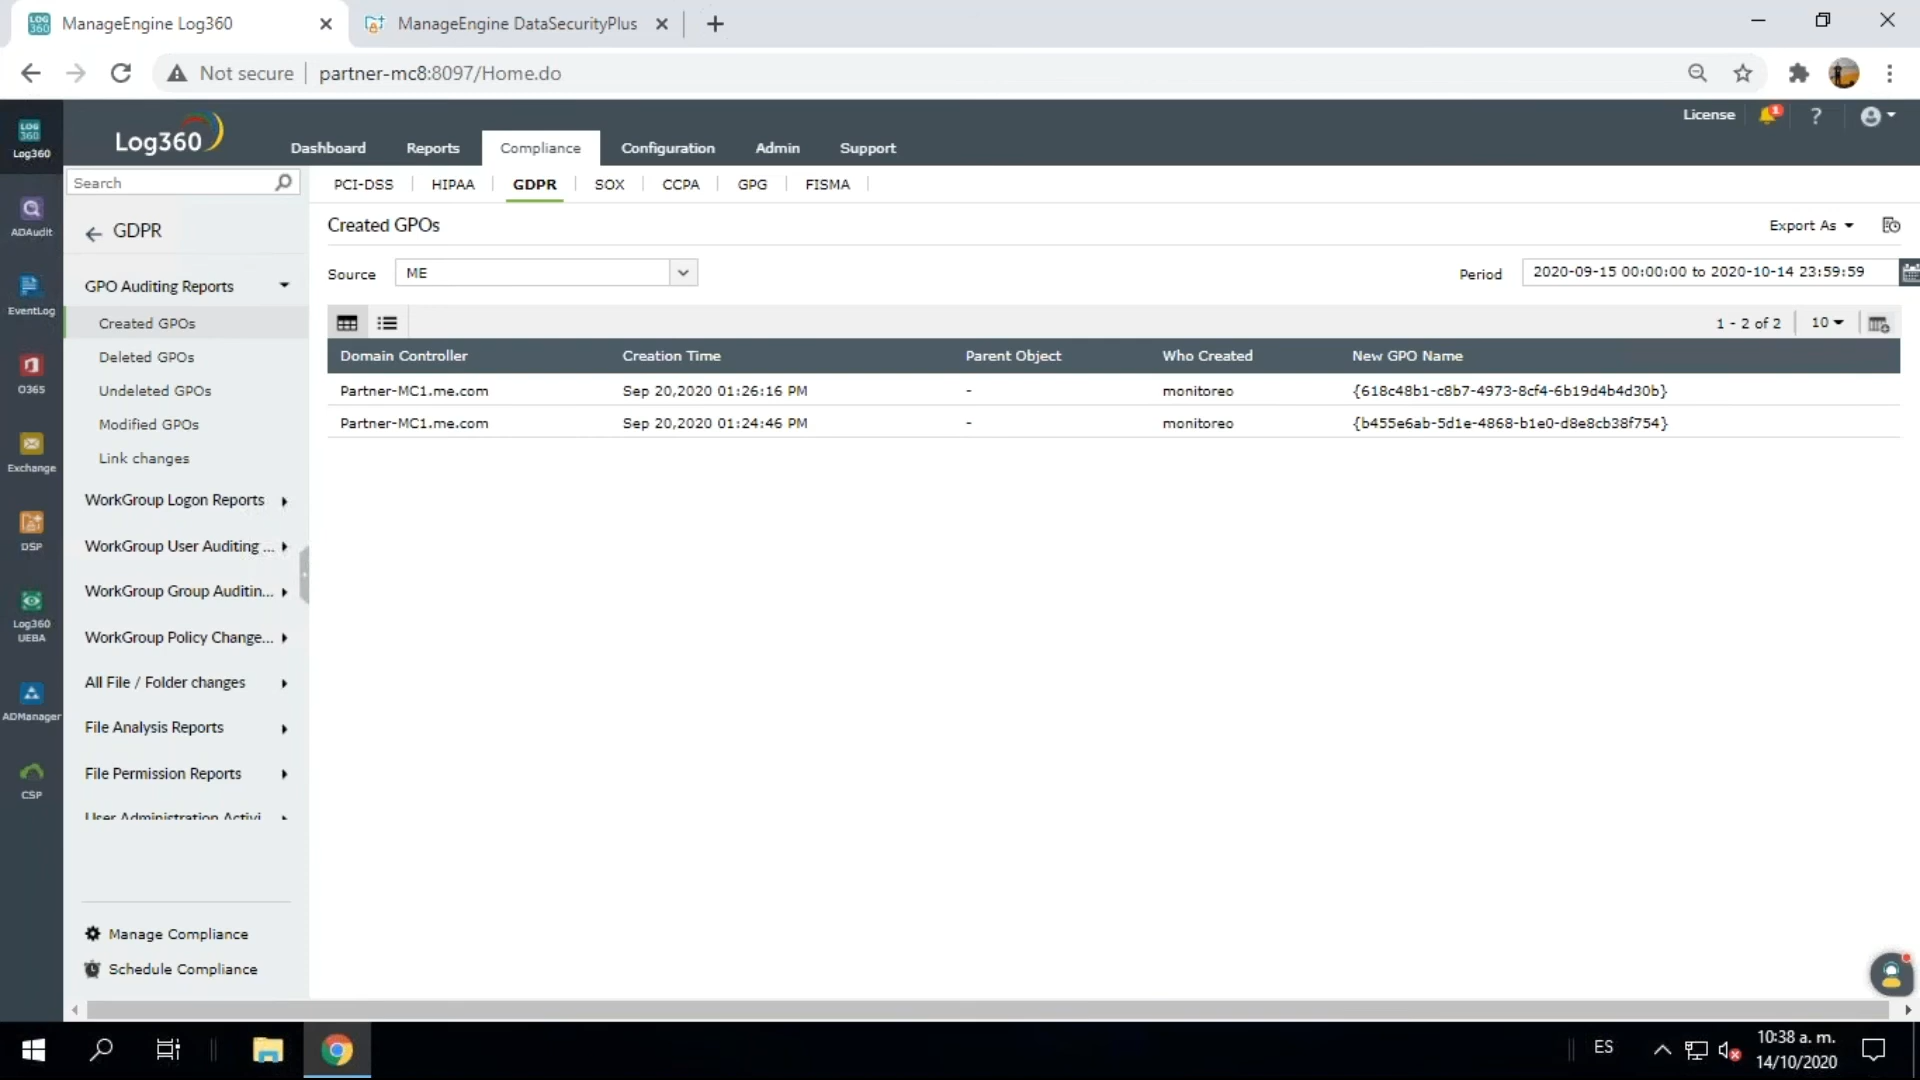 ManageEngine Log360
ManageEngine DataSecurityPlus
Not secure
partner-mc8:8097/Home.do
LOG
360
Log360
Log360
License
1
?
Dashboard
Reports
Compliance
Configuration
Admin
Support
Search
PCI-DSS
HIPAA
GDPR
SOX
CCPA
GPG
FISMA
ADAudit
EventLog
O365
Exchange
DSP
Log360
UEBA
ADManager
CSP
GDPR
GPO Auditing Reports
Created GPOs
Deleted GPOs
Undeleted GPOs
Modified GPOs
Link changes
WorkGroup Logon Reports
WorkGroup User Auditing ...
WorkGroup Group Auditin...
WorkGroup Policy Change...
All File / Folder changes
File Analysis Reports
File Permission Reports
User Administration Activi
Manage Compliance
Schedule Compliance
Created GPOs
Export As
Source
ME
Period
2020-09-15 00:00:00 to 2020-10-14 23:59:59
1 - 2 of 2
10
Domain Controller Creation Time Parent Object Who Created New GPO Name
Partner-MC1.me.com Sep 20,2020 01:26:16 PM - monitoreo {618c48b1-c8b7-4973-8cf4-6b19d4b4d30b}
Partner-MC1.me.com Sep 20,2020 01:24:46 PM - monitoreo {b455e6ab-5d1e-4868-b1e0-d8e8cb38f754}
ES
10:38 a. m.
14/10/2020